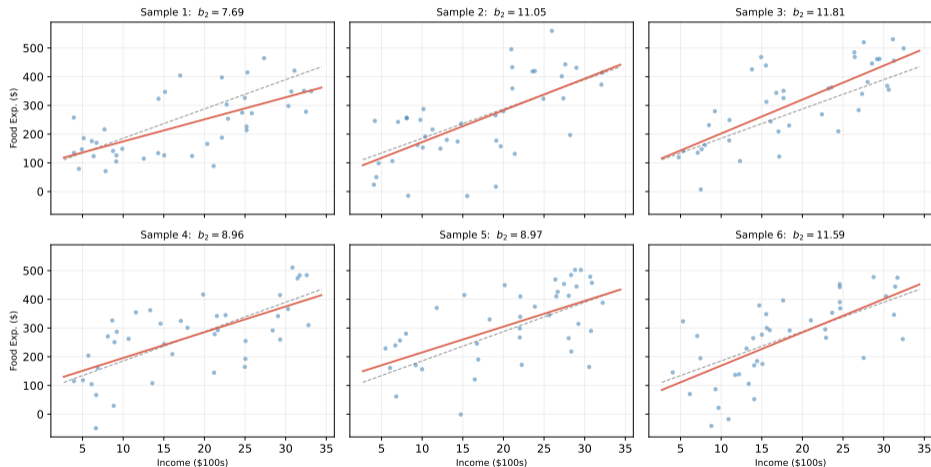 Sample 1: b₂ = 7.69
Sample 2: b₂ = 11.05
Sample 3: b₂ = 11.81
Food Exp. ($)
500
400
300
200
100
0
Sample 4: b₂ = 8.96
Sample 5: b₂ = 8.97
Sample 6: b₂ = 11.59
Food Exp. ($)
500
400
300
200
100
0
5 10 15 20 25 30 35
5 10 15 20 25 30 35
5 10 15 20 25 30 35
Income ($100s)
Income ($100s)
Income ($100s)